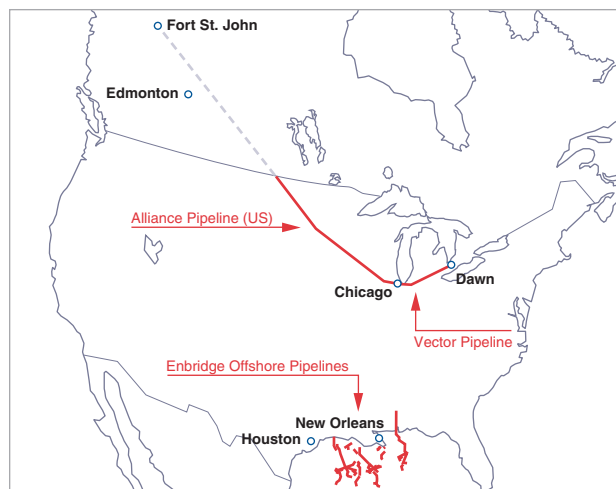 Fort St. John
Edmonton
Alliance Pipeline (US)
Chicago
Dawn
Vector Pipeline
Enbridge Offshore Pipelines
New Orleans
Houston